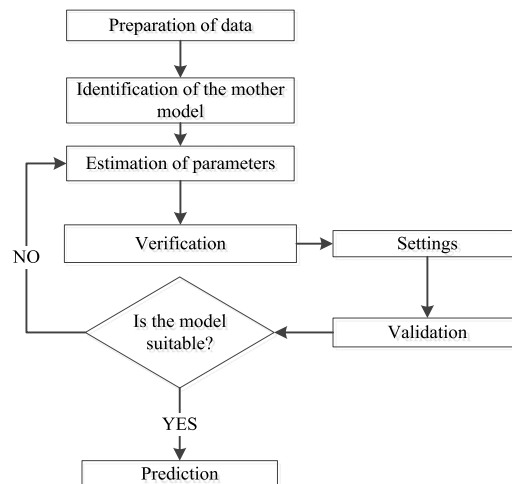 Preparation of data
Identification of the mother
model
Estimation of parameters
Verification
Settings
NO
Is the model
suitable?
Validation
YES
Prediction